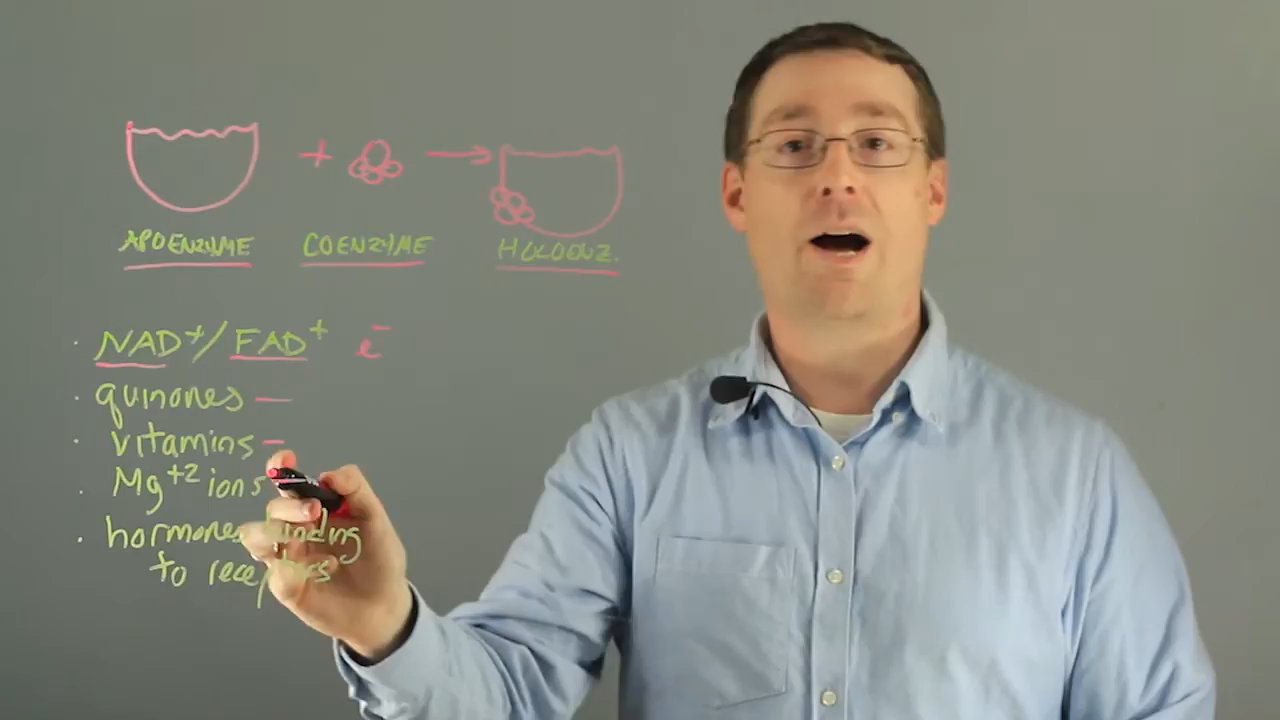 +
APOENZYME COENZYME HOLOENZ.
· NAD+/FAD+ e-
· quinones —
· vitamins —
· Mg+2 ions
· hormones binding
to receptors